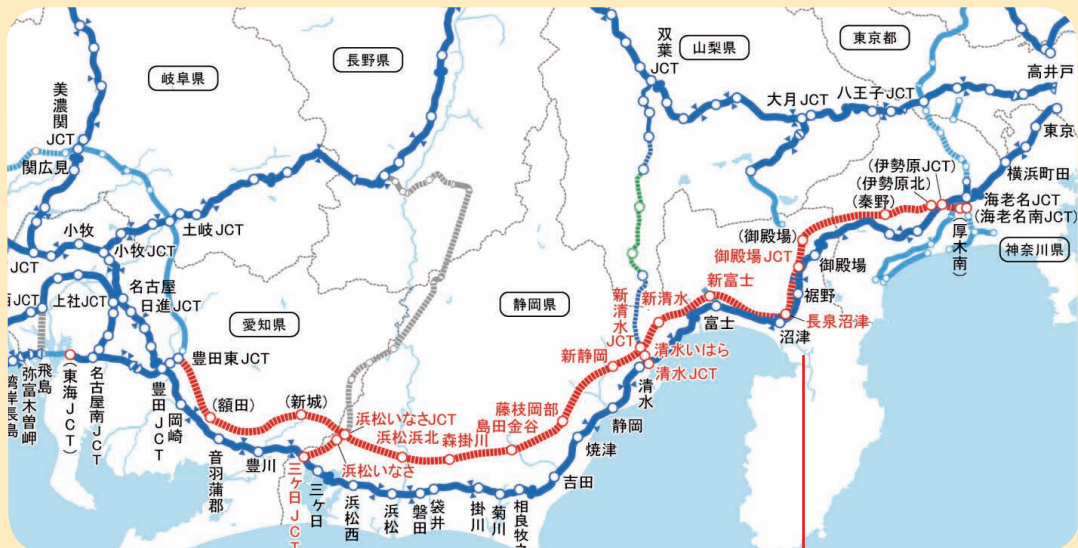 岐阜県
長野県
山梨県
東京都
静岡県
愛知県
神奈川県
美濃関JCT
関広見
小牧
小牧JCT
土岐JCT
上社JCT
名古屋
日進JCT
飛島
弥富木曽岬
湾岸長島
(東海JCT)
名古屋南JCT
豊田JCT
豊田東JCT
岡崎
(額田)
音羽蒲郡
豊川
(新城)
浜松いなさJCT
浜松いなさ
浜松浜北
森掛川
島田金谷
藤枝岡部
新静岡
新清水JCT
新清水
清水いはら
清水JCT
新富士
長泉沼津
御殿場JCT
(御殿場)
(秦野)
(伊勢原北)
(伊勢原JCT)
海老名JCT
(海老名南JCT)
(厚木南)
三ヶ日JCT
三ヶ日
浜松西
浜松
磐田
袋井
掛川
菊川
吉田
焼津
静岡
清水
富士
沼津
裾野
御殿場
横浜町田
東京
高井戸
八王子JCT
大月JCT
双葉JCT